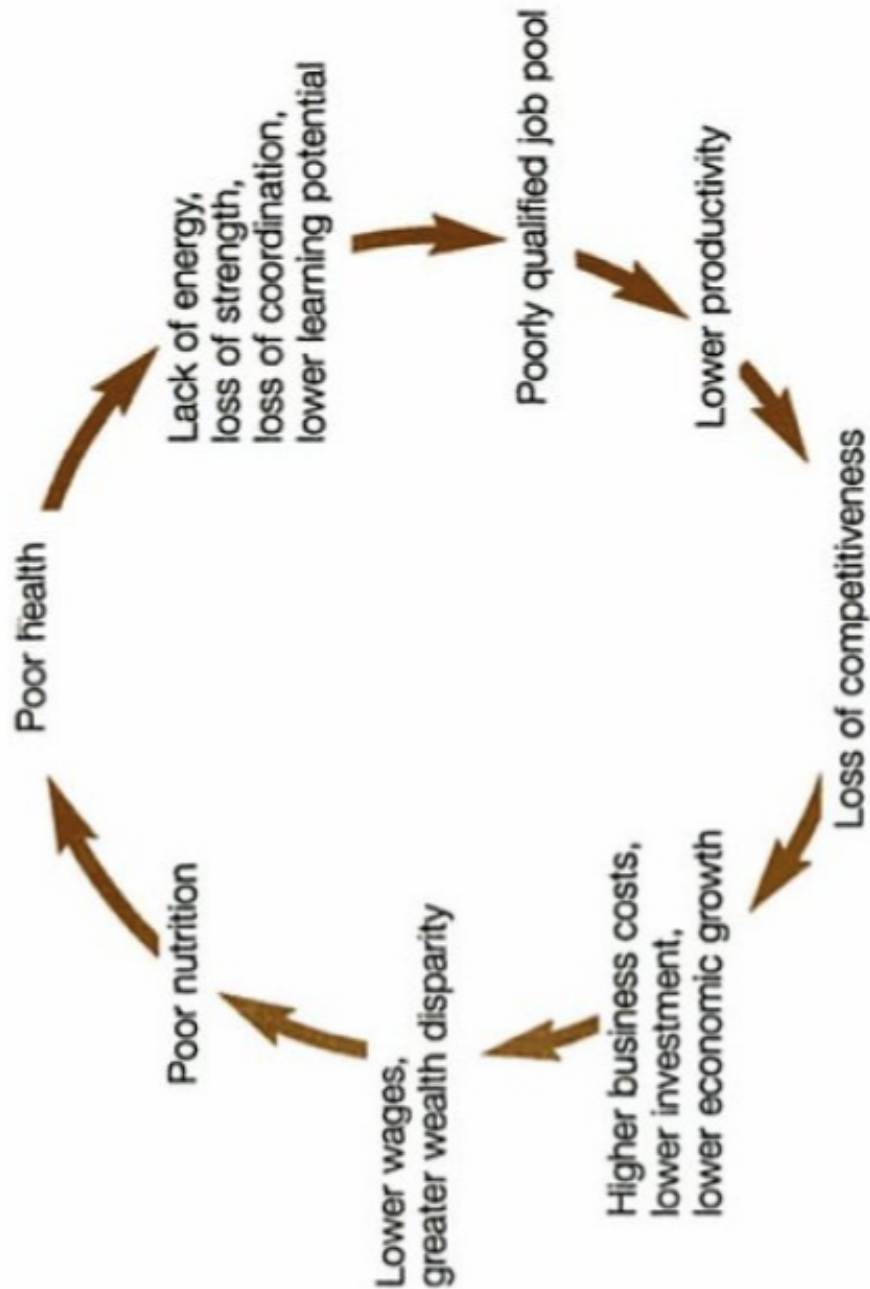 Poor health
Lack of energy,
loss of strength,
loss of coordination,
lower learning potential
Poorly qualified job pool
Lower productivity
Loss of competitiveness
Higher business costs,
lower investment,
lower economic growth
Lower wages,
greater wealth disparity
Poor nutrition